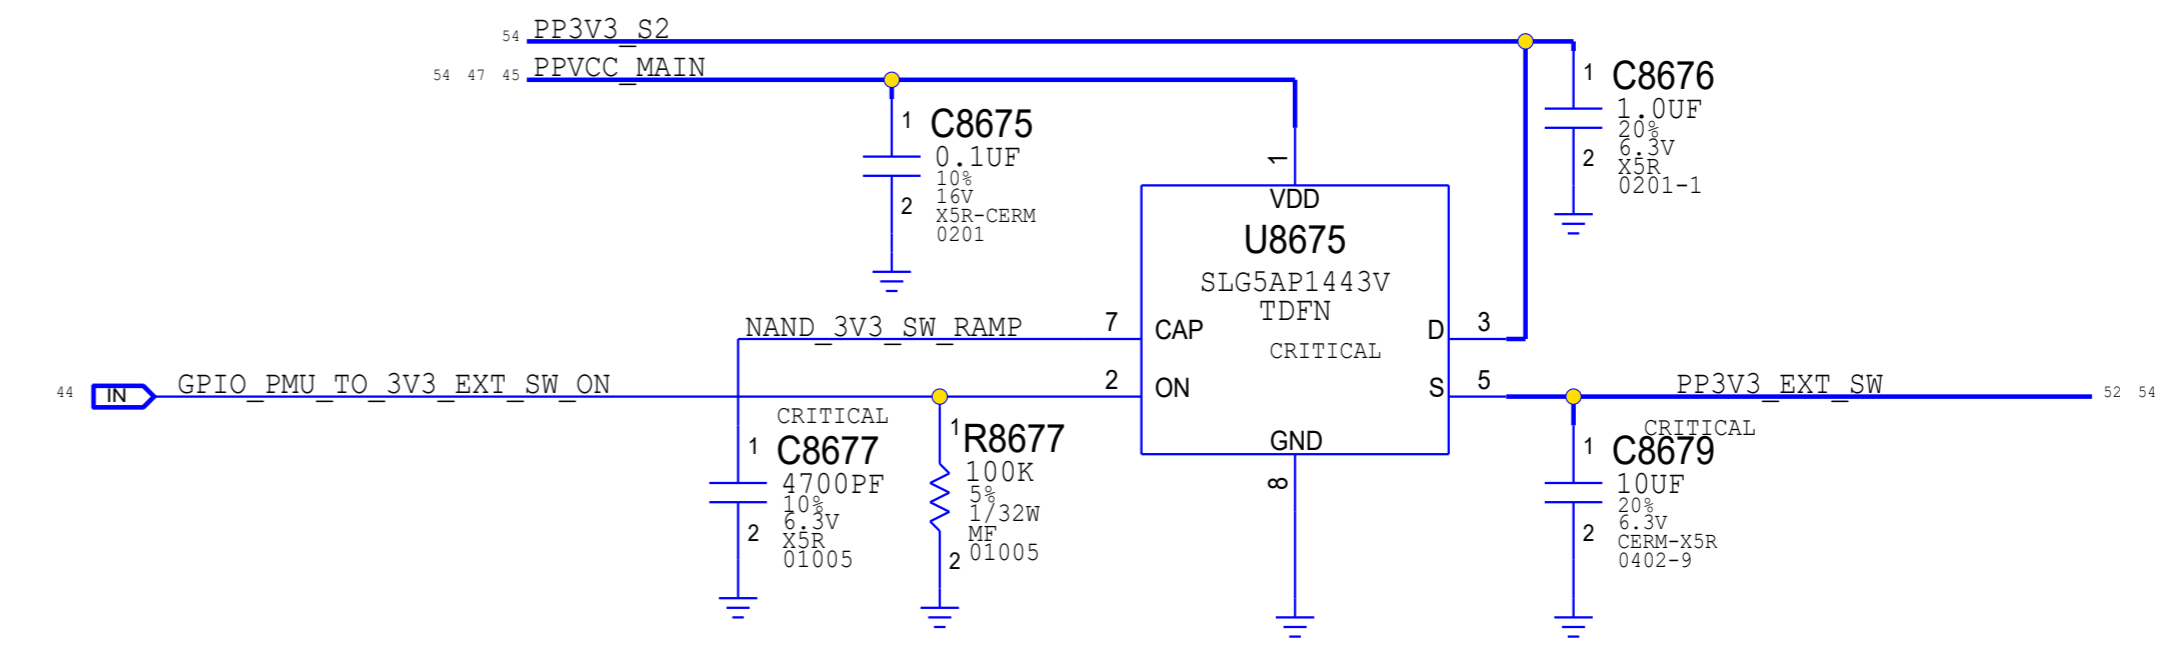 54 PP3V3_S2
54 47 45 PPVCC_MAIN
1 C8675
0.1UF
10%
16V
2 X5R-CERM
0201
1 C8676
1.0UF
20%
6.3V
2 X5R
0201-1
1
VDD
U8675
SLG5AP1443V
TDFN
CRITICAL
NAND_3V3_SW_RAMP 7 CAP
D 3
44 IN GPIO_PMU_TO_3V3_EXT_SW_ON 2 ON
S 5 PP3V3_EXT_SW 52 54
GND
8
CRITICAL
1 C8677
4700PF
10%
6.3V
2 X5R
01005
1 R8677
100K
5%
1/32W
MF
2 01005
CRITICAL
1 C8679
10UF
20%
6.3V
2 CERM-X5R
0402-9